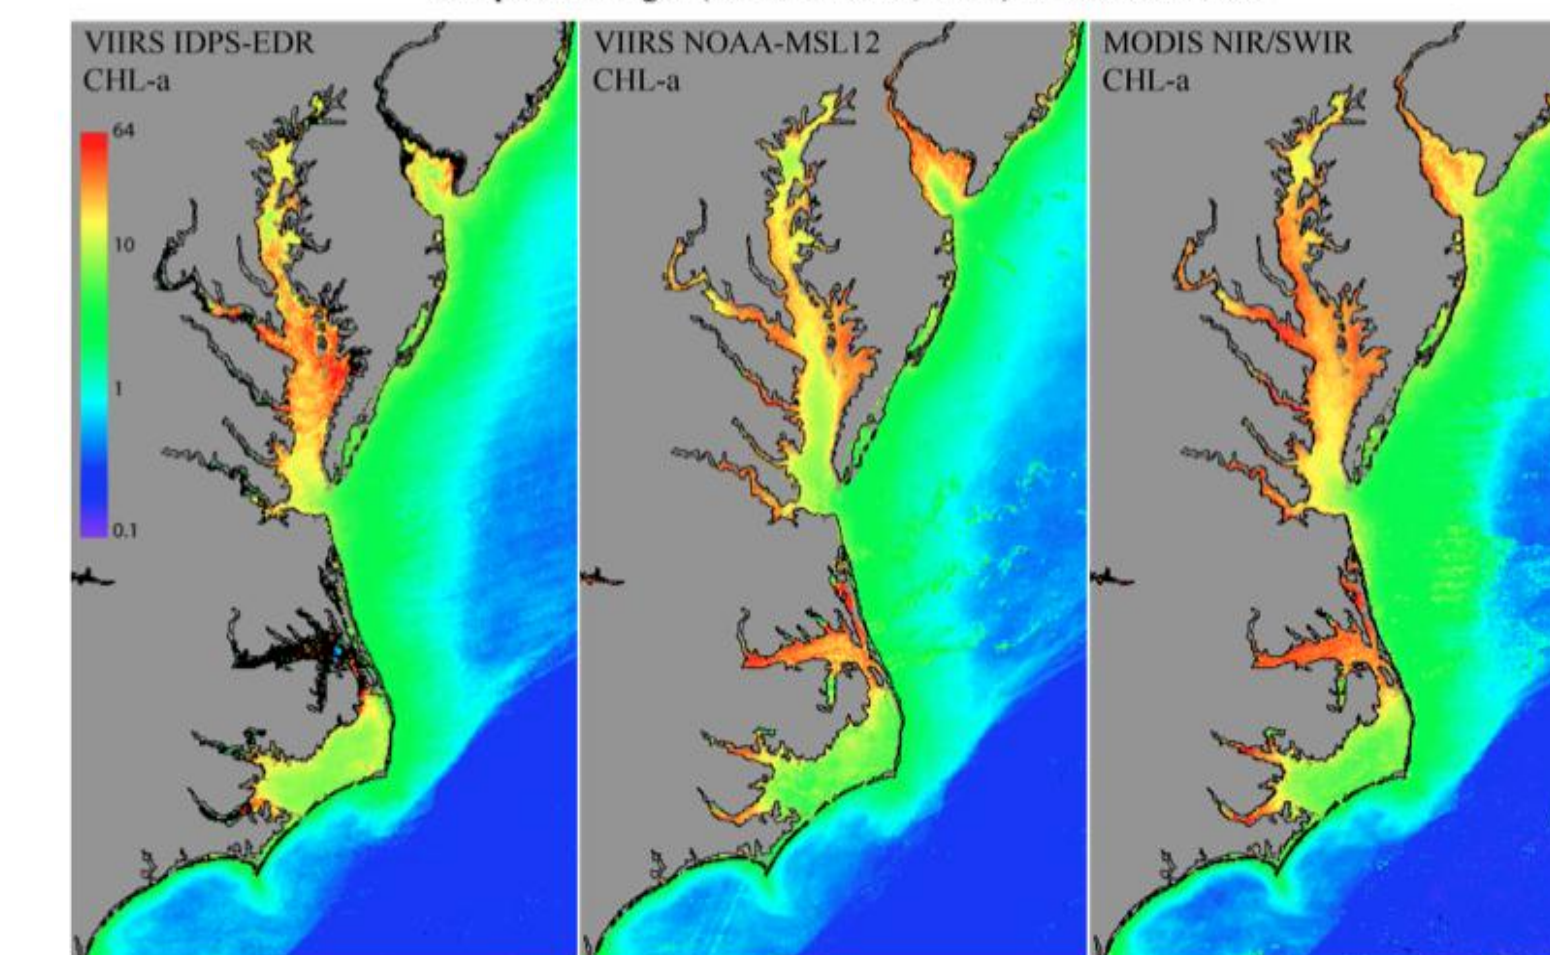 VIIRS IDPS-EDR
CHL-a
VIIRS NOAA-MSL12
CHL-a
MODIS NIR/SWIR
CHL-a
64
10
1
0.1